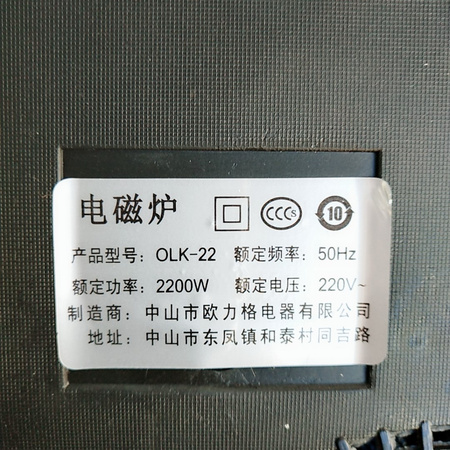 电磁炉 CCCS 10
产品型号: OLK-22 额定频率: 50Hz
额定功率: 2200W 额定电压: 220V~
制造商: 中山市欧力格电器有限公司
地址: 中山市东凤镇和泰村同吉路